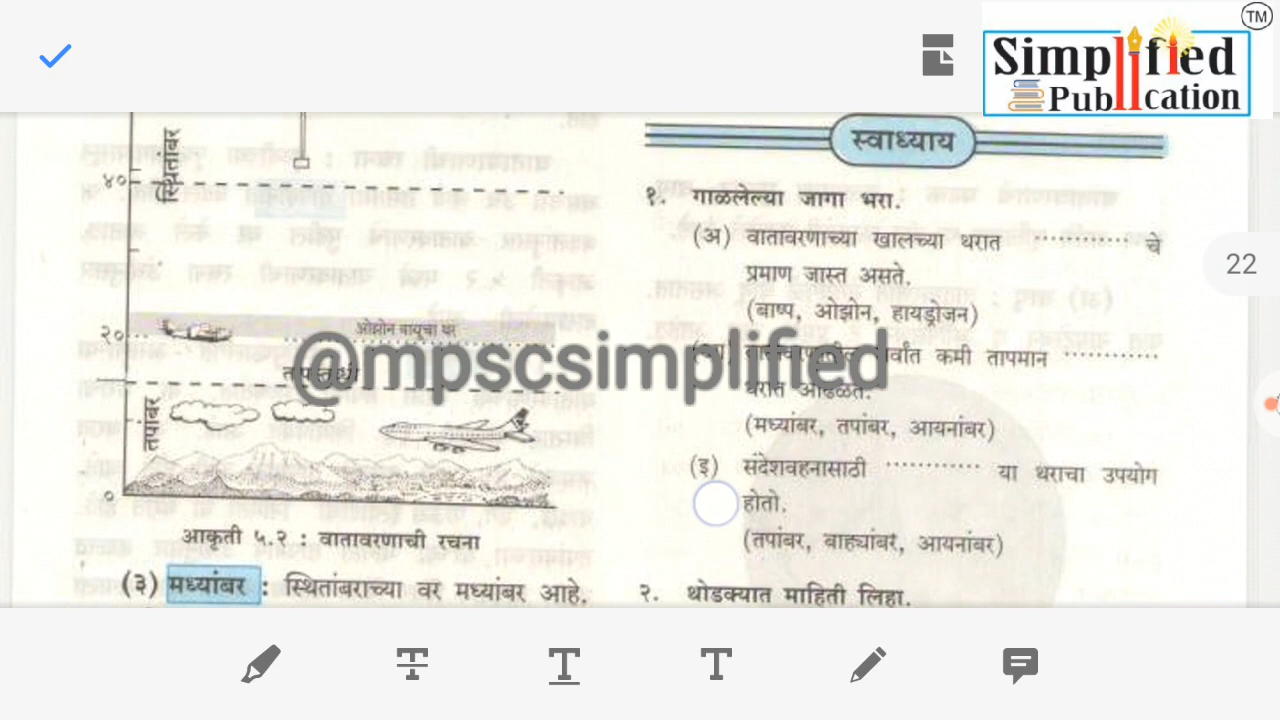 TM
Simplified
Publication
22
४०
स्थितांबर
२०
ओझोन वायुचा थर
तपांबर
०
आकृती ५.२ : वातावरणाची रचना
(३) मध्यांबर : स्थितांबराच्या वर मध्यांबर आहे.
@mpscsimplified
स्वाध्याय
१. गाळलेल्या जागा भरा.
(अ) वातावरणाच्या खालच्या थरात ············· चे
प्रमाण जास्त असते.
(बाष्प, ओझोन, हायड्रोजन)
कमी तापमान ·············
थरात आढळते.
(मध्यांबर, तपांबर, आयनांबर)
(इ) संदेशवहनासाठी ············· या थराचा उपयोग
होतो.
(तपांबर, बाह्यांबर, आयनांबर)
२. थोडक्यात माहिती लिहा.